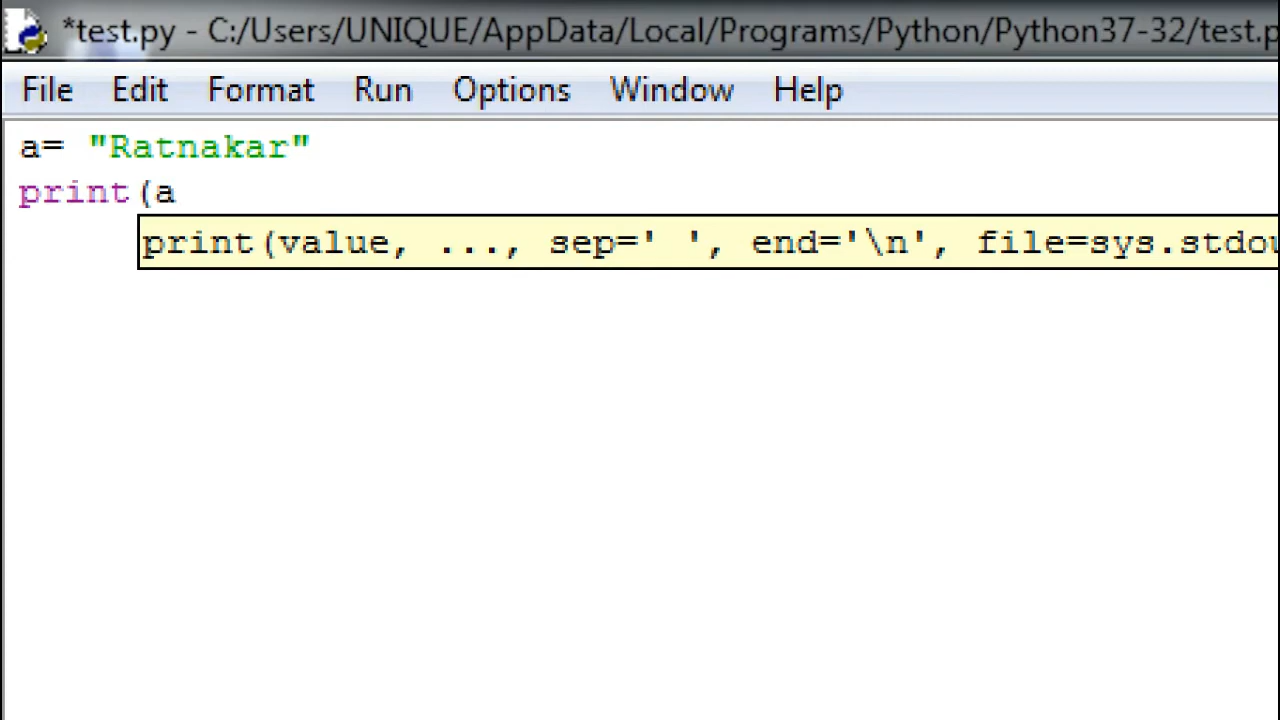 *test.py - C:/Users/UNIQUE/AppData/Local/Programs/Python/Python37-32/test.p
File Edit Format Run Options Window Help
a= "Ratnakar"
print(a
print(value, ..., sep=' ', end='\n', file=sys.stdou